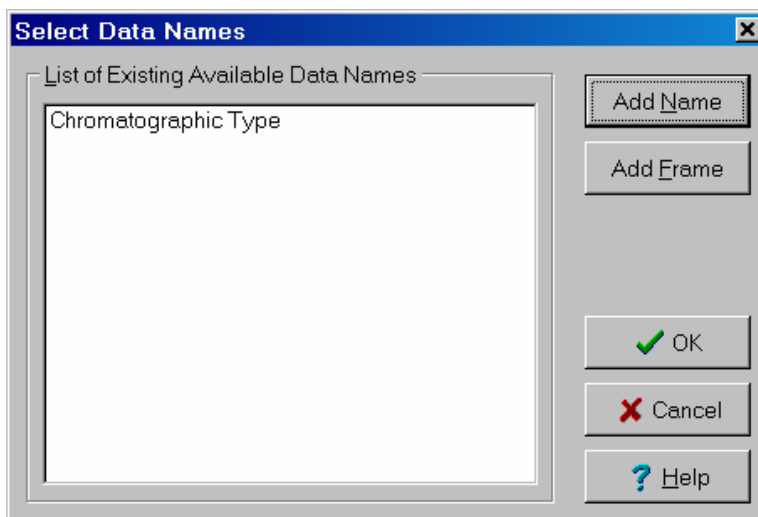 Select Data Names
List of Existing Available Data Names
Chromatographic Type
Add Name
Add Frame
OK
Cancel
Help